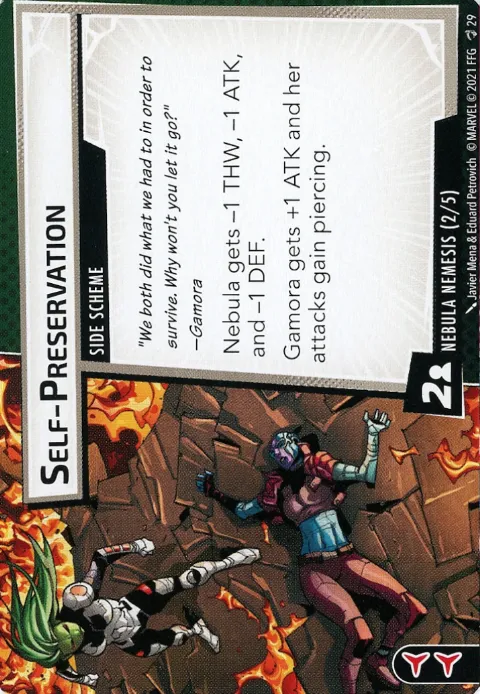 SELF-PRESERVATION
SIDE SCHEME
"We both did what we had to in order to
survive. Why won't you let it go?"
–Gamora
Nebula gets –1 THW, –1 ATK,
and –1 DEF.
Gamora gets +1 ATK and her
attacks gain piercing.
2
NEBULA NEMESIS (2/5)
Javier Mena & Eduard Petrovich © MARVEL © 2021 FFG 29